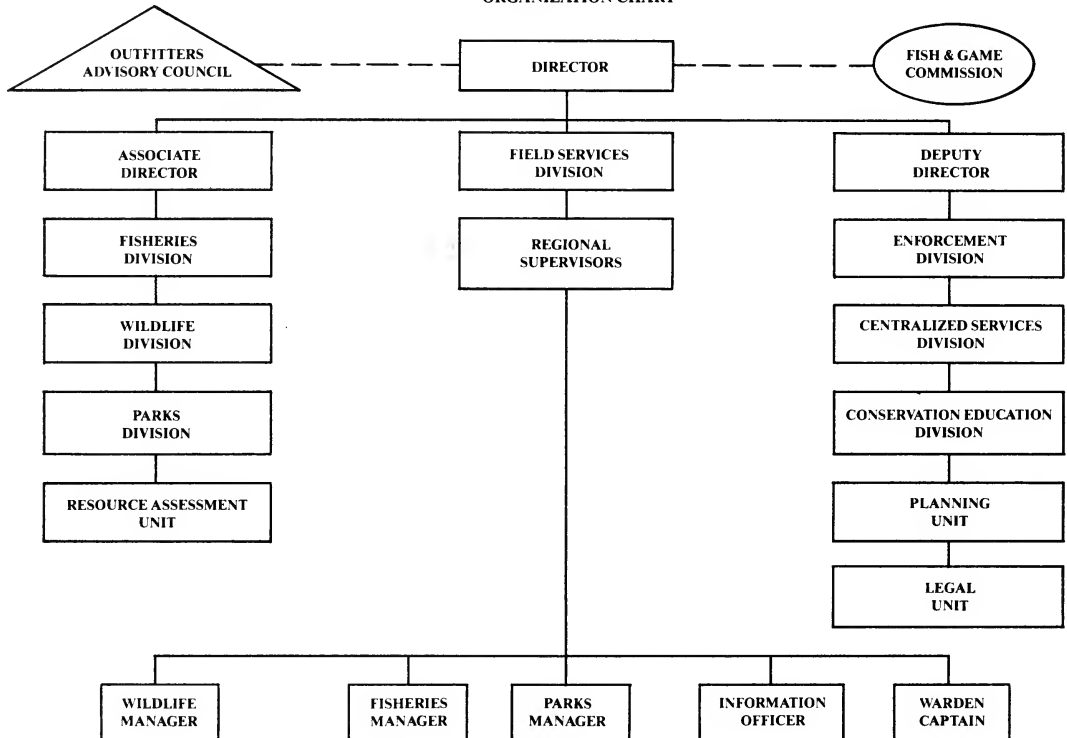 ORGANIZATION CHART
OUTFITTERS
ADVISORY COUNCIL
DIRECTOR
FISH & GAME
COMMISSION
ASSOCIATE
DIRECTOR
FIELD SERVICES
DIVISION
DEPUTY
DIRECTOR
FISHERIES
DIVISION
REGIONAL
SUPERVISORS
ENFORCEMENT
DIVISION
WILDLIFE
DIVISION
CENTRALIZED SERVICES
DIVISION
PARKS
DIVISION
CONSERVATION EDUCATION
DIVISION
RESOURCE ASSESSMENT
UNIT
PLANNING
UNIT
LEGAL
UNIT
WILDLIFE
MANAGER
FISHERIES
MANAGER
PARKS
MANAGER
INFORMATION
OFFICER
WARDEN
CAPTAIN